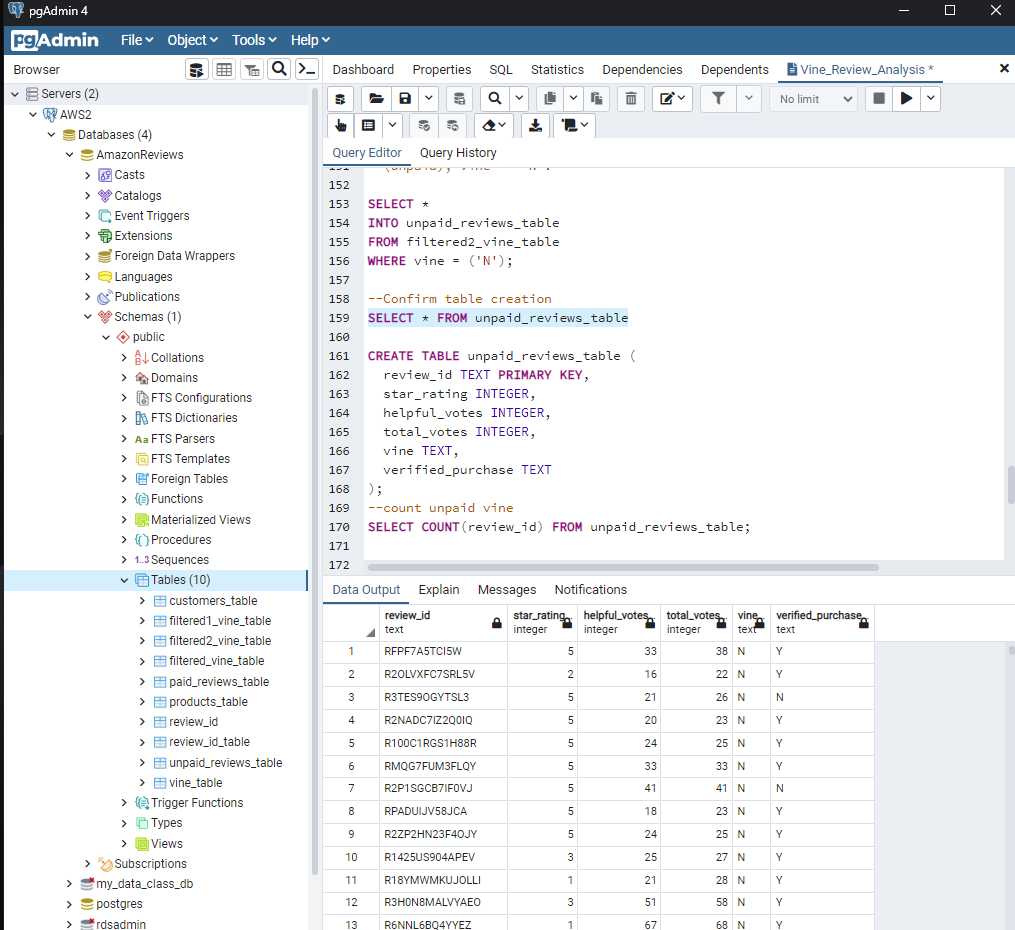 pgAdmin 4
pgAdmin File Object Tools Help
Browser
Dashboard Properties SQL Statistics Dependencies Dependents Vine_Review_Analysis *
No limit
Query Editor Query History
Servers (2)
AWS2
Databases (4)
AmazonReviews
Casts
Catalogs
Event Triggers
Extensions
Foreign Data Wrappers
Languages
Publications
Schemas (1)
public
Collations
Domains
FTS Configurations
FTS Dictionaries
FTS Parsers
FTS Templates
Foreign Tables
Functions
Materialized Views
Procedures
1..3 Sequences
Tables (10)
customers_table
filtered1_vine_table
filtered2_vine_table
filtered_vine_table
paid_reviews_table
products_table
review_id
review_id_table
unpaid_reviews_table
vine_table
Trigger Functions
Types
Views
Subscriptions
my_data_class_db
postgres
rdsadmin
151 (unpaid), vine
152
153 SELECT *
154 INTO unpaid_reviews_table
155 FROM filtered2_vine_table
156 WHERE vine = ('N');
157
158 --Confirm table creation
159 SELECT * FROM unpaid_reviews_table
160
161 CREATE TABLE unpaid_reviews_table (
162 review_id TEXT PRIMARY KEY,
163 star_rating INTEGER,
164 helpful_votes INTEGER,
165 total_votes INTEGER,
166 vine TEXT,
167 verified_purchase TEXT
168 );
169 --count unpaid vine
170 SELECT COUNT(review_id) FROM unpaid_reviews_table;
171
172
Data Output Explain Messages Notifications
review_id star_rating helpful_votes total_votes vine verified_purchase
text integer integer integer text text
1 RFPF7A5TCI5W 5 33 38 N Y
2 R2OLVXFC7SRL5V 2 16 22 N Y
3 R3TES9OGYTSL3 5 21 26 N N
4 R2NADC7IZ2Q0IQ 5 20 23 N Y
5 R100C1RGS1H88R 5 24 25 N Y
6 RMQG7FUM3FLQY 5 33 33 N Y
7 R2P1SGCB7IF0VJ 5 41 41 N N
8 RPADUIJV58JCA 5 18 23 N Y
9 R2ZP2HN23F4OJY 5 24 25 N Y
10 R1425US904APEV 3 25 27 N Y
11 R18YMWMKUJOLLI 1 21 28 N Y
12 R3H0N8MALVYAEO 3 51 58 N Y
13 R6NNL6BQ4YYEZ 1 67 68 N Y